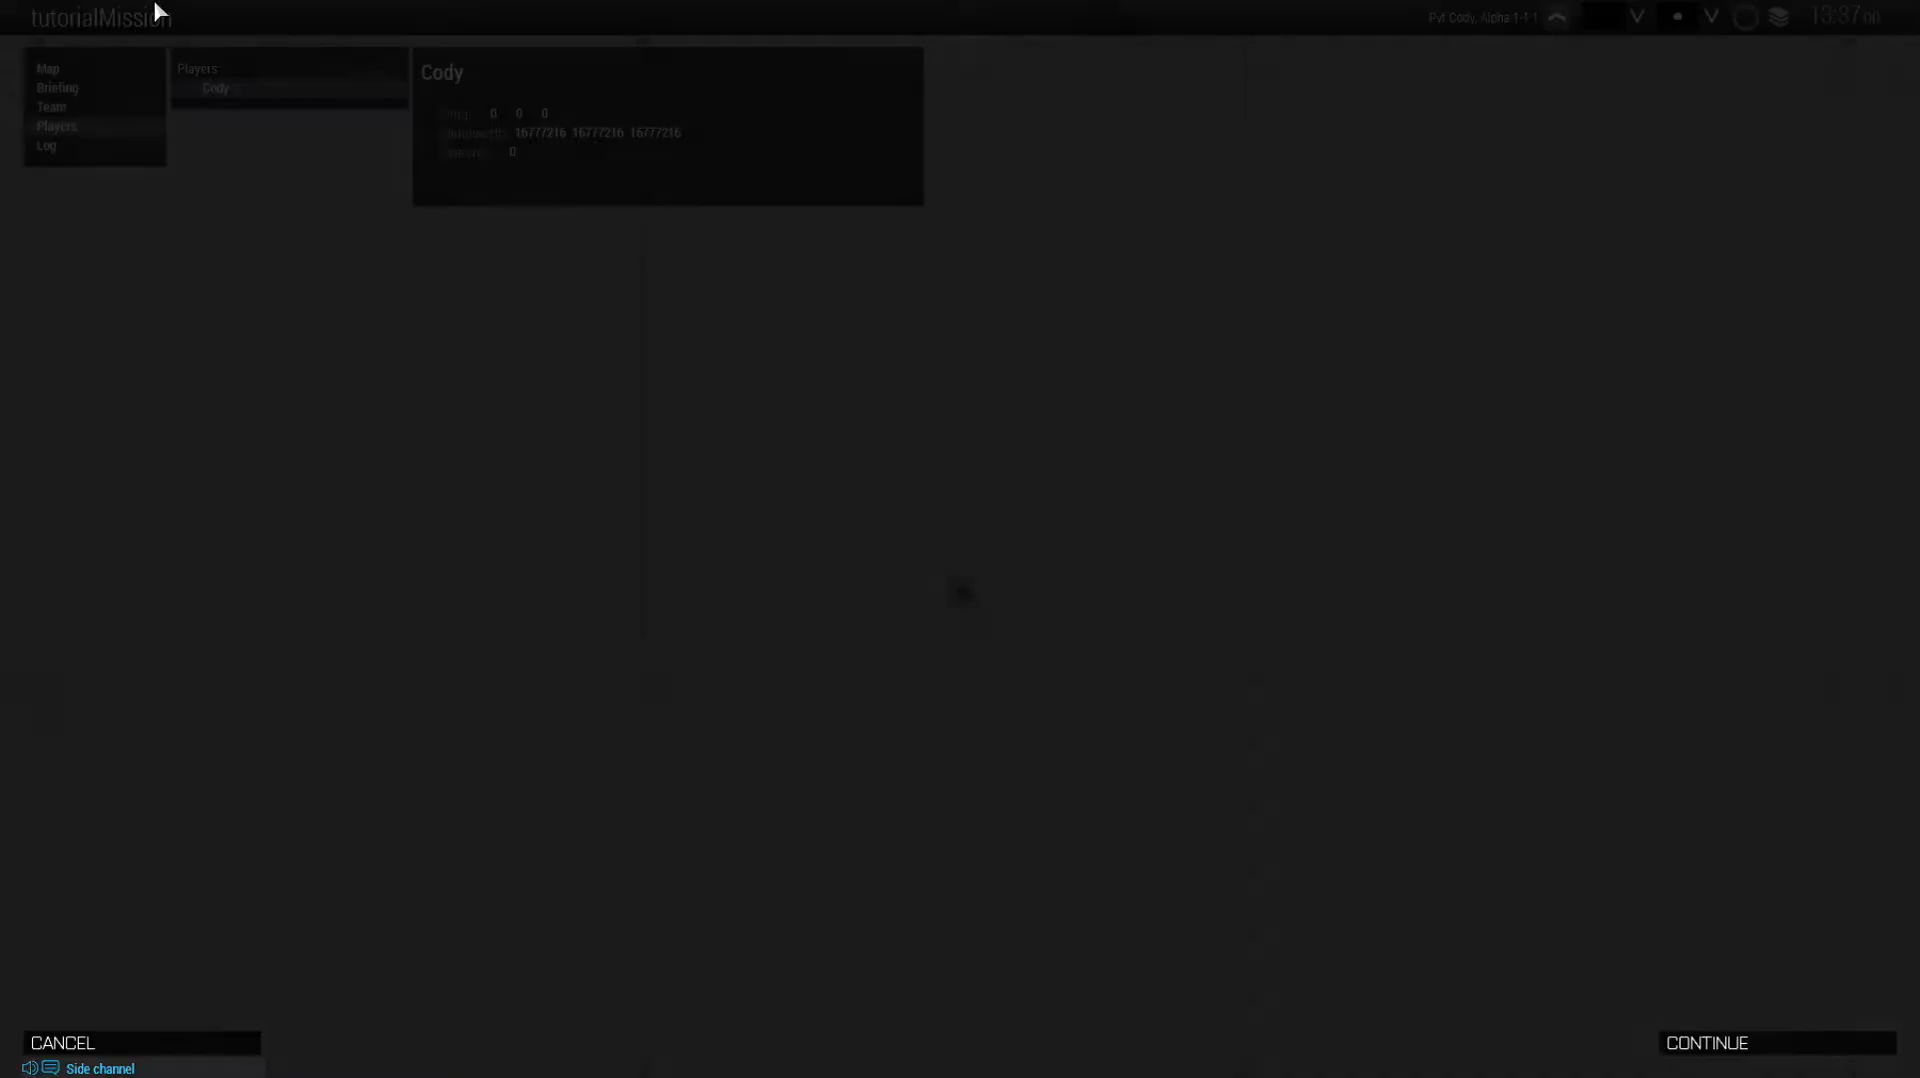 tutorialMission
Pvt Cody, Alpha 1-1:1
13:37:00
Map
Briefing
Team
Players
Log
Players
Cody
Cody
0 0 0
16777216 16777216 16777216
0
CANCEL
CONTINUE
Side channel